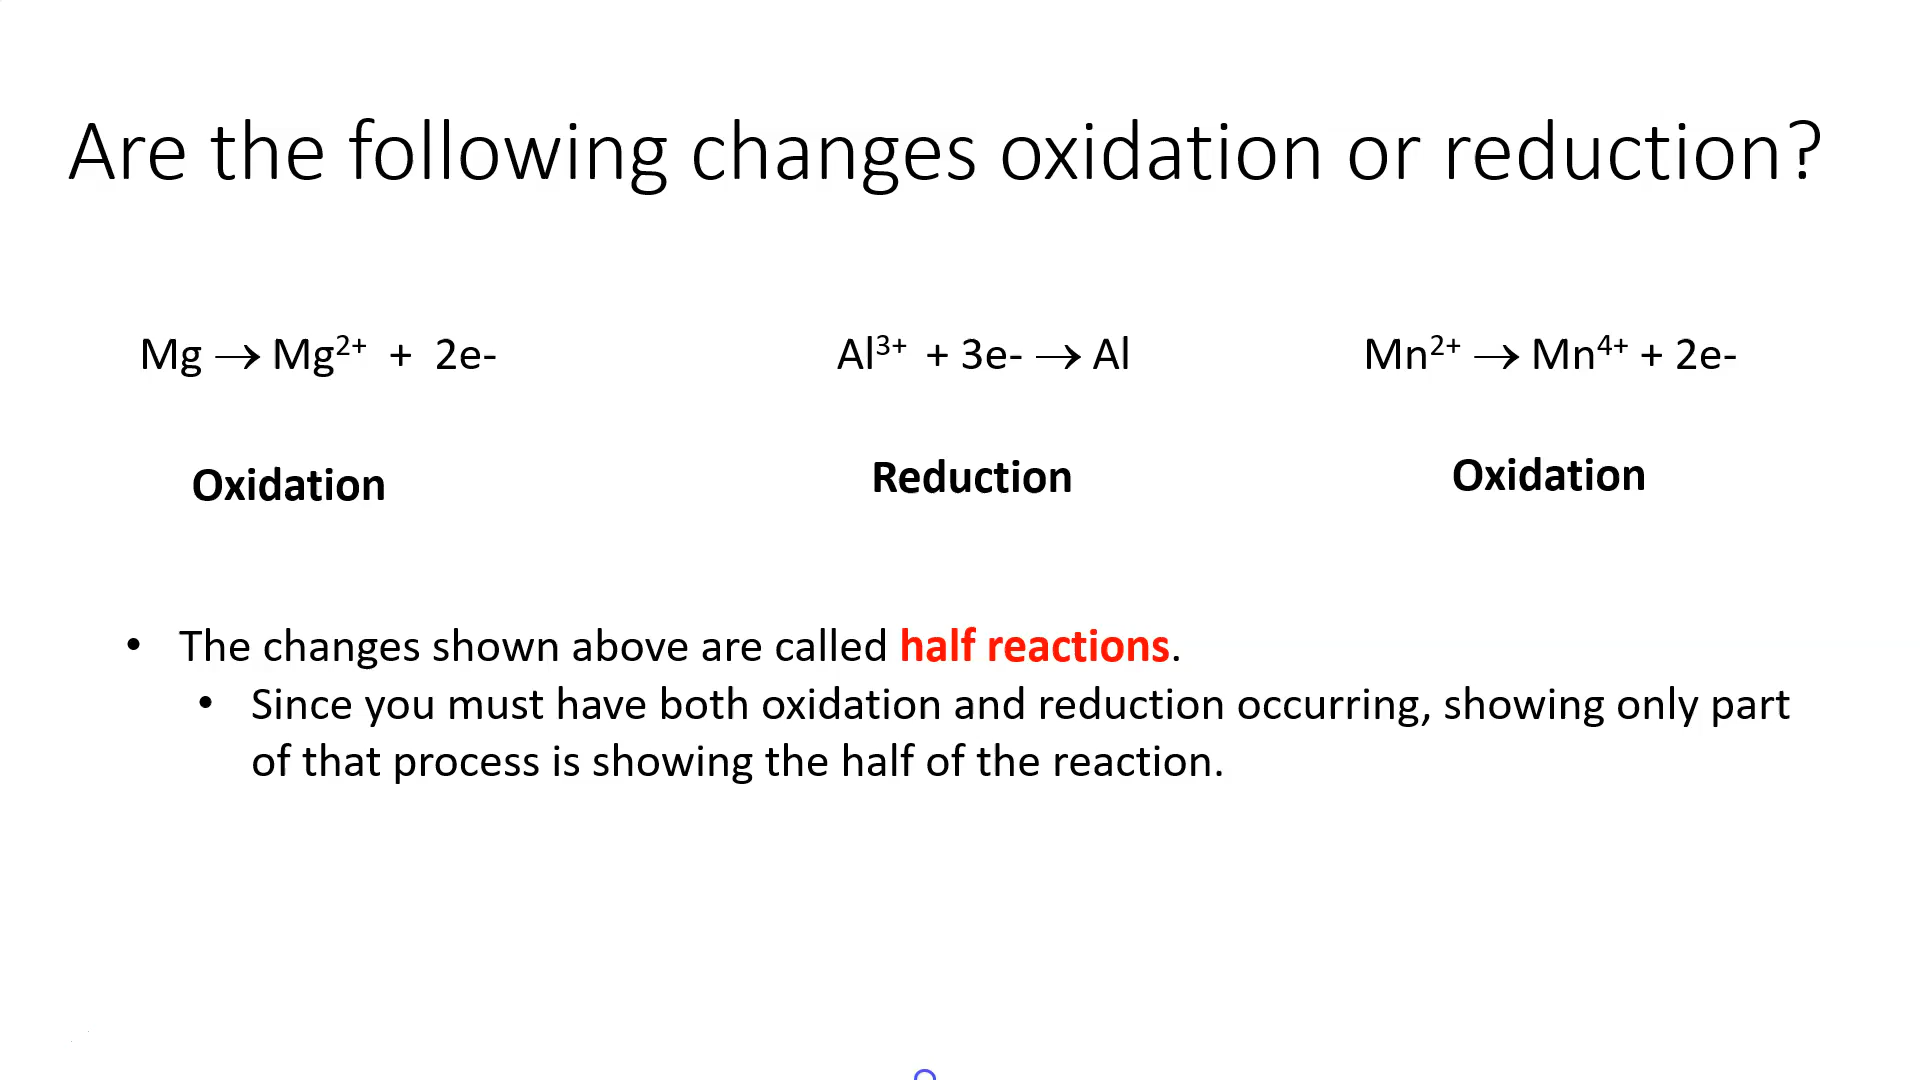 Are the following changes oxidation or reduction?
Mg → Mg²⁺ + 2e-
Al³⁺ + 3e- → Al
Mn²⁺ → Mn⁴⁺ + 2e-
Oxidation
Reduction
Oxidation
• The changes shown above are called half reactions.
• Since you must have both oxidation and reduction occurring, showing only part
of that process is showing the half of the reaction.